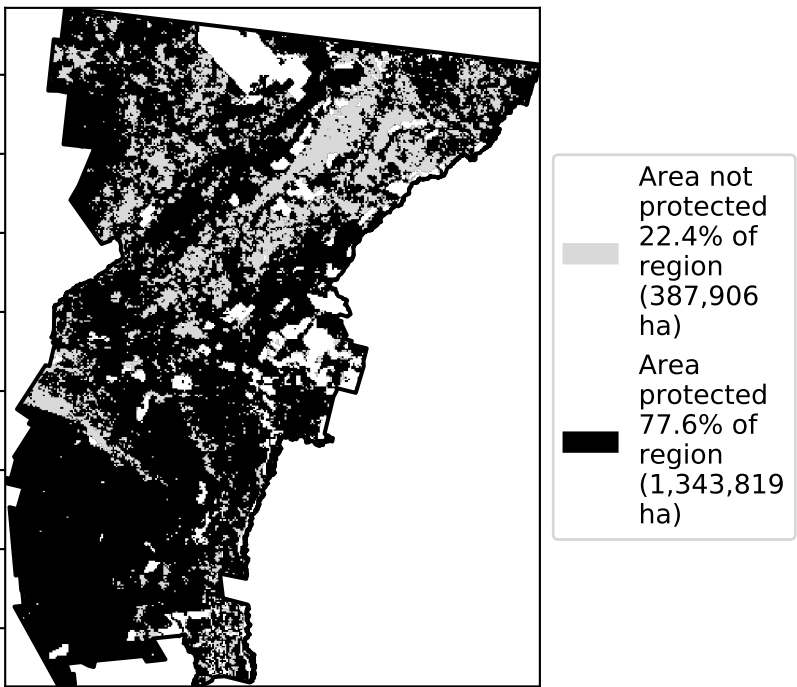 Area not
protected
22.4% of
region
(387,906
ha)
Area
protected
77.6% of
region
(1,343,819
ha)